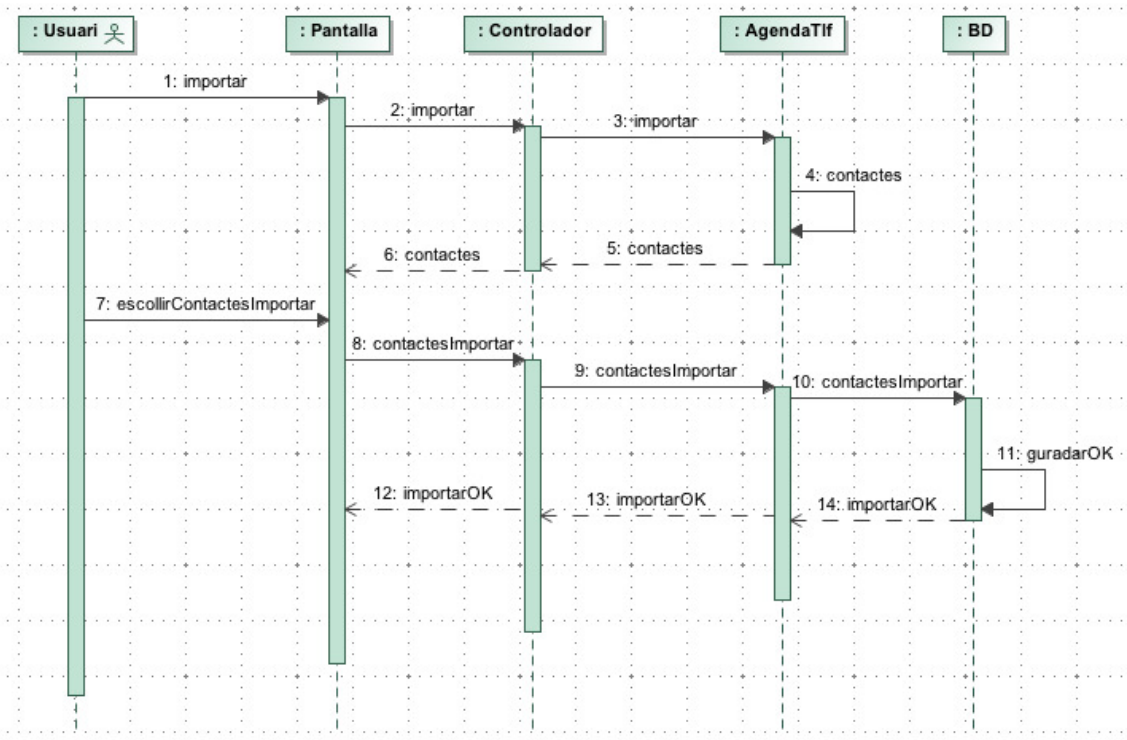 : Usuari
: Pantalla
: Controlador
: AgendaTlf
: BD
1: importar
2: importar
3: importar
4: contactes
5: contactes
6: contactes
7: escollirContactesImportar
8: contactesImportar
9: contactesImportar
10: contactesImportar
11: guradarOK
12: importarOK
13: importarOK
14: importarOK